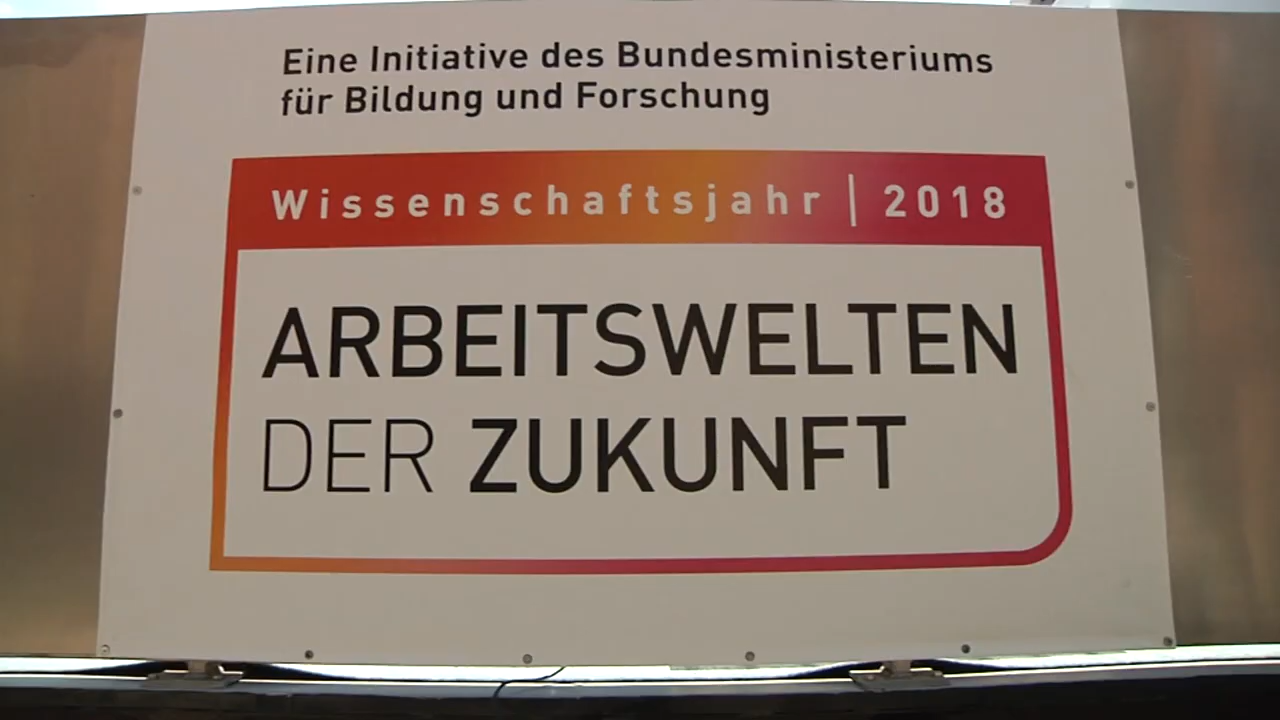 Eine Initiative des Bundesministeriums
für Bildung und Forschung
Wissenschaftsjahr | 2018
ARBEITSWELTEN
DER ZUKUNFT